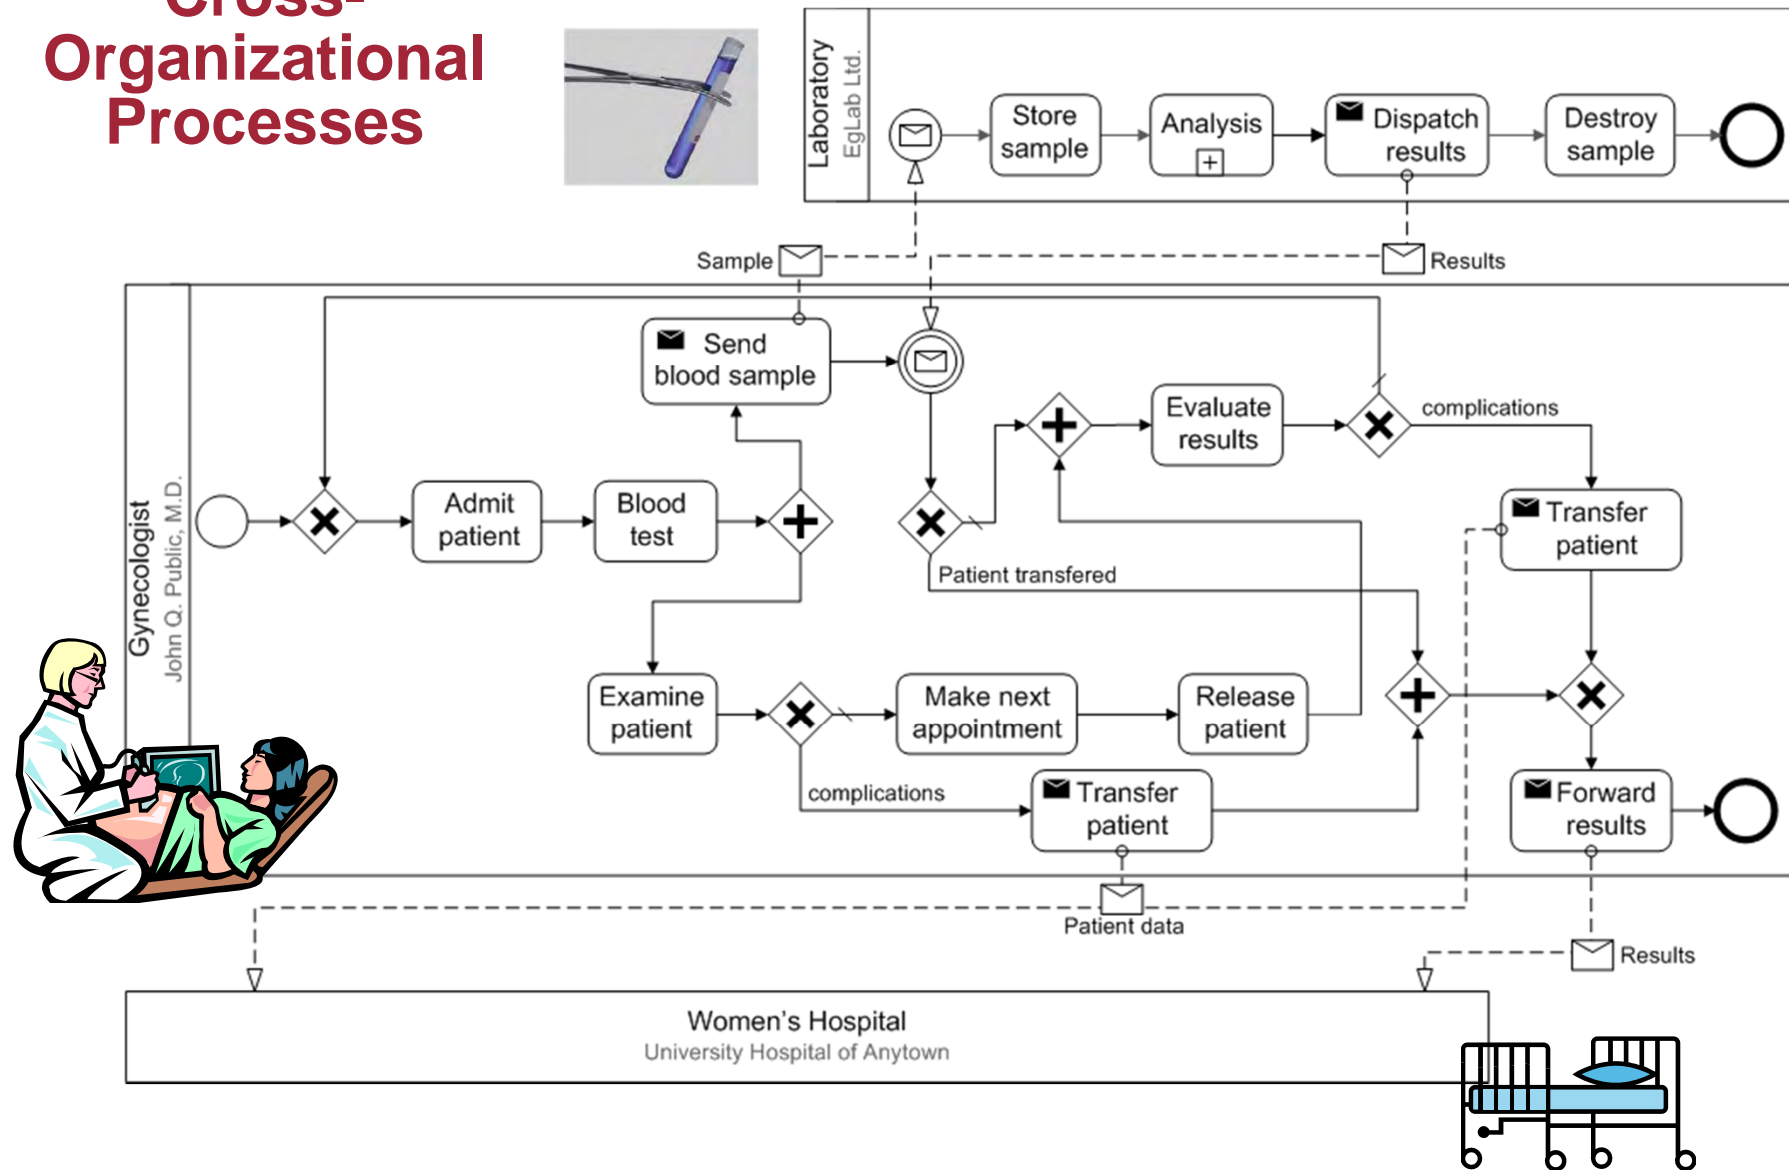 Cross-
Organizational
Processes
Laboratory
EgLab Ltd.
Store
sample
Analysis
Dispatch
results
Destroy
sample
Sample
Results
Gynecologist
John Q. Public, M.D.
Send
blood sample
Evaluate
results
complications
Admit
patient
Blood
test
Transfer
patient
Patient transfered
Examine
patient
Make next
appointment
Release
patient
complications
Transfer
patient
Forward
results
Patient data
Results
Women's Hospital
University Hospital of Anytown